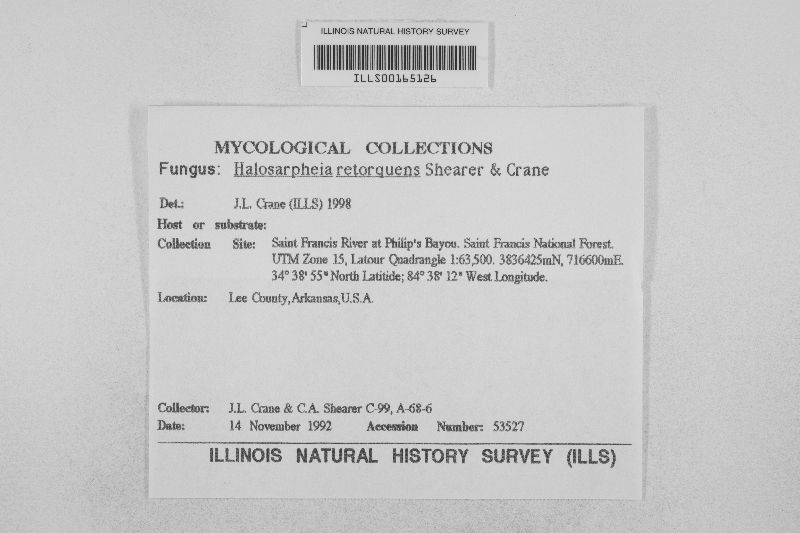 ILLINOIS NATURAL HISTORY SURVEY
ILLS00165126
MYCOLOGICAL COLLECTIONS
Fungus: Halosarpheia retorquens Shearer & Crane
Det.: J.L. Crane (ILLS) 1998
Host or substrate:
Collection Site: Saint Francis River at Philip's Bayou. Saint Francis National Forest.
UTM Zone 15, Latour Quadrangle 1:63,500. 3836425mN, 716600mE.
34° 38' 55" North Latitide; 84° 38' 12" West Longitude.
Location: Lee County, Arkansas, U.S.A.
Collector: J.L. Crane & C.A. Shearer C-99, A-68-6
Date: 14 November 1992 Accession Number: 53527
ILLINOIS NATURAL HISTORY SURVEY (ILLS)